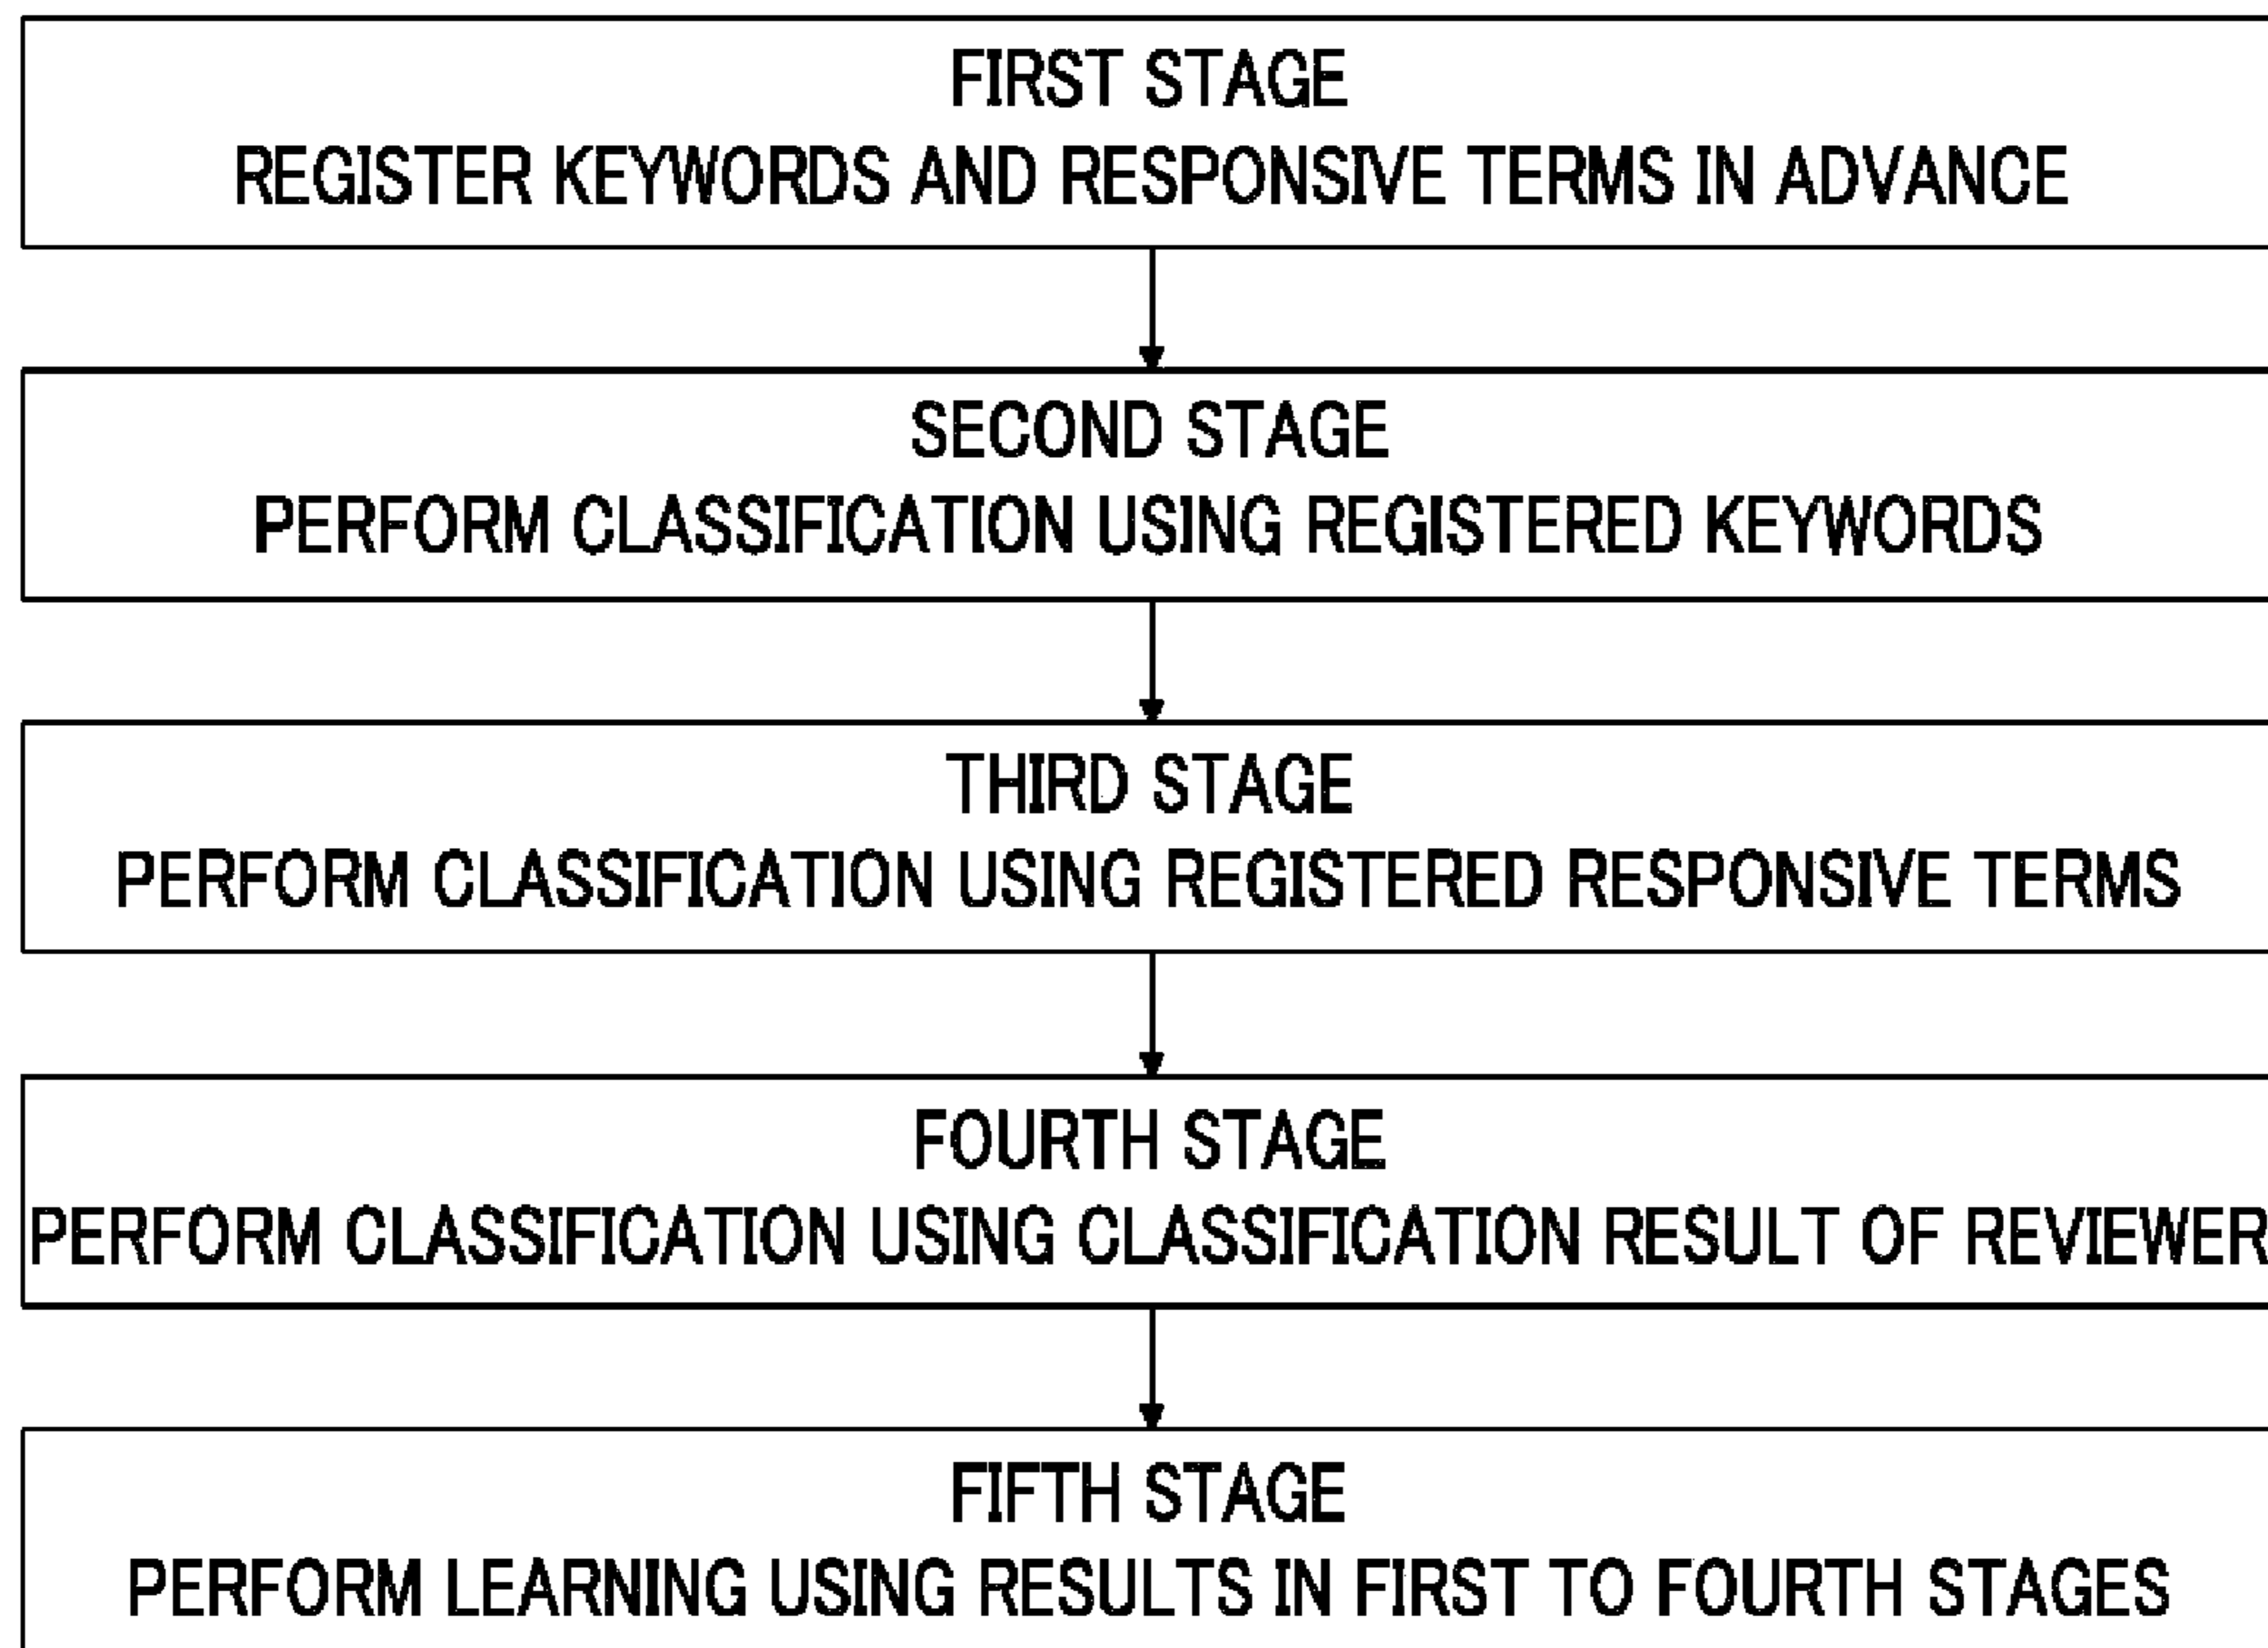 FIRST STAGE
REGISTER KEYWORDS AND RESPONSIVE TERMS IN ADVANCE
SECOND STAGE
PERFORM CLASSIFICATION USING REGISTERED KEYWORDS
THIRD STAGE
PERFORM CLASSIFICATION USING REGISTERED RESPONSIVE TERMS
FOURTH STAGE
PERFORM CLASSIFICATION USING CLASSIFICATION RESULT OF REVIEWER
FIFTH STAGE
PERFORM LEARNING USING RESULTS IN FIRST TO FOURTH STAGES